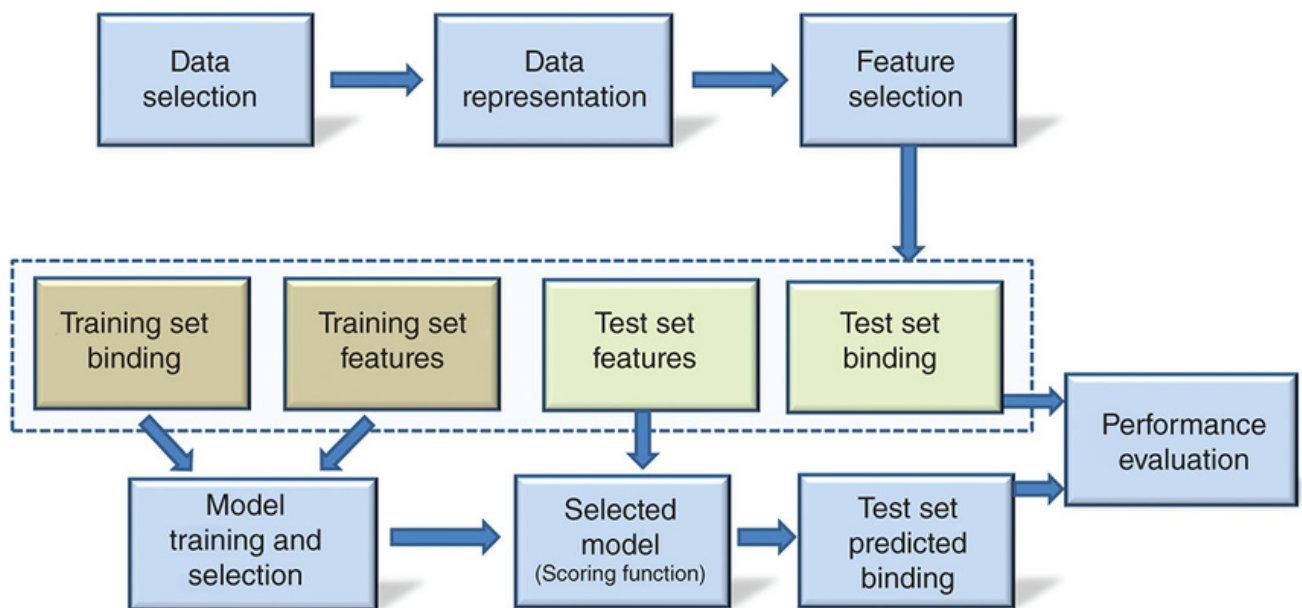 Data
selection
Data
representation
Feature
selection
Training set
binding
Training set
features
Test set
features
Test set
binding
Performance
evaluation
Model
training and
selection
Selected
model
(Scoring function)
Test set
predicted
binding